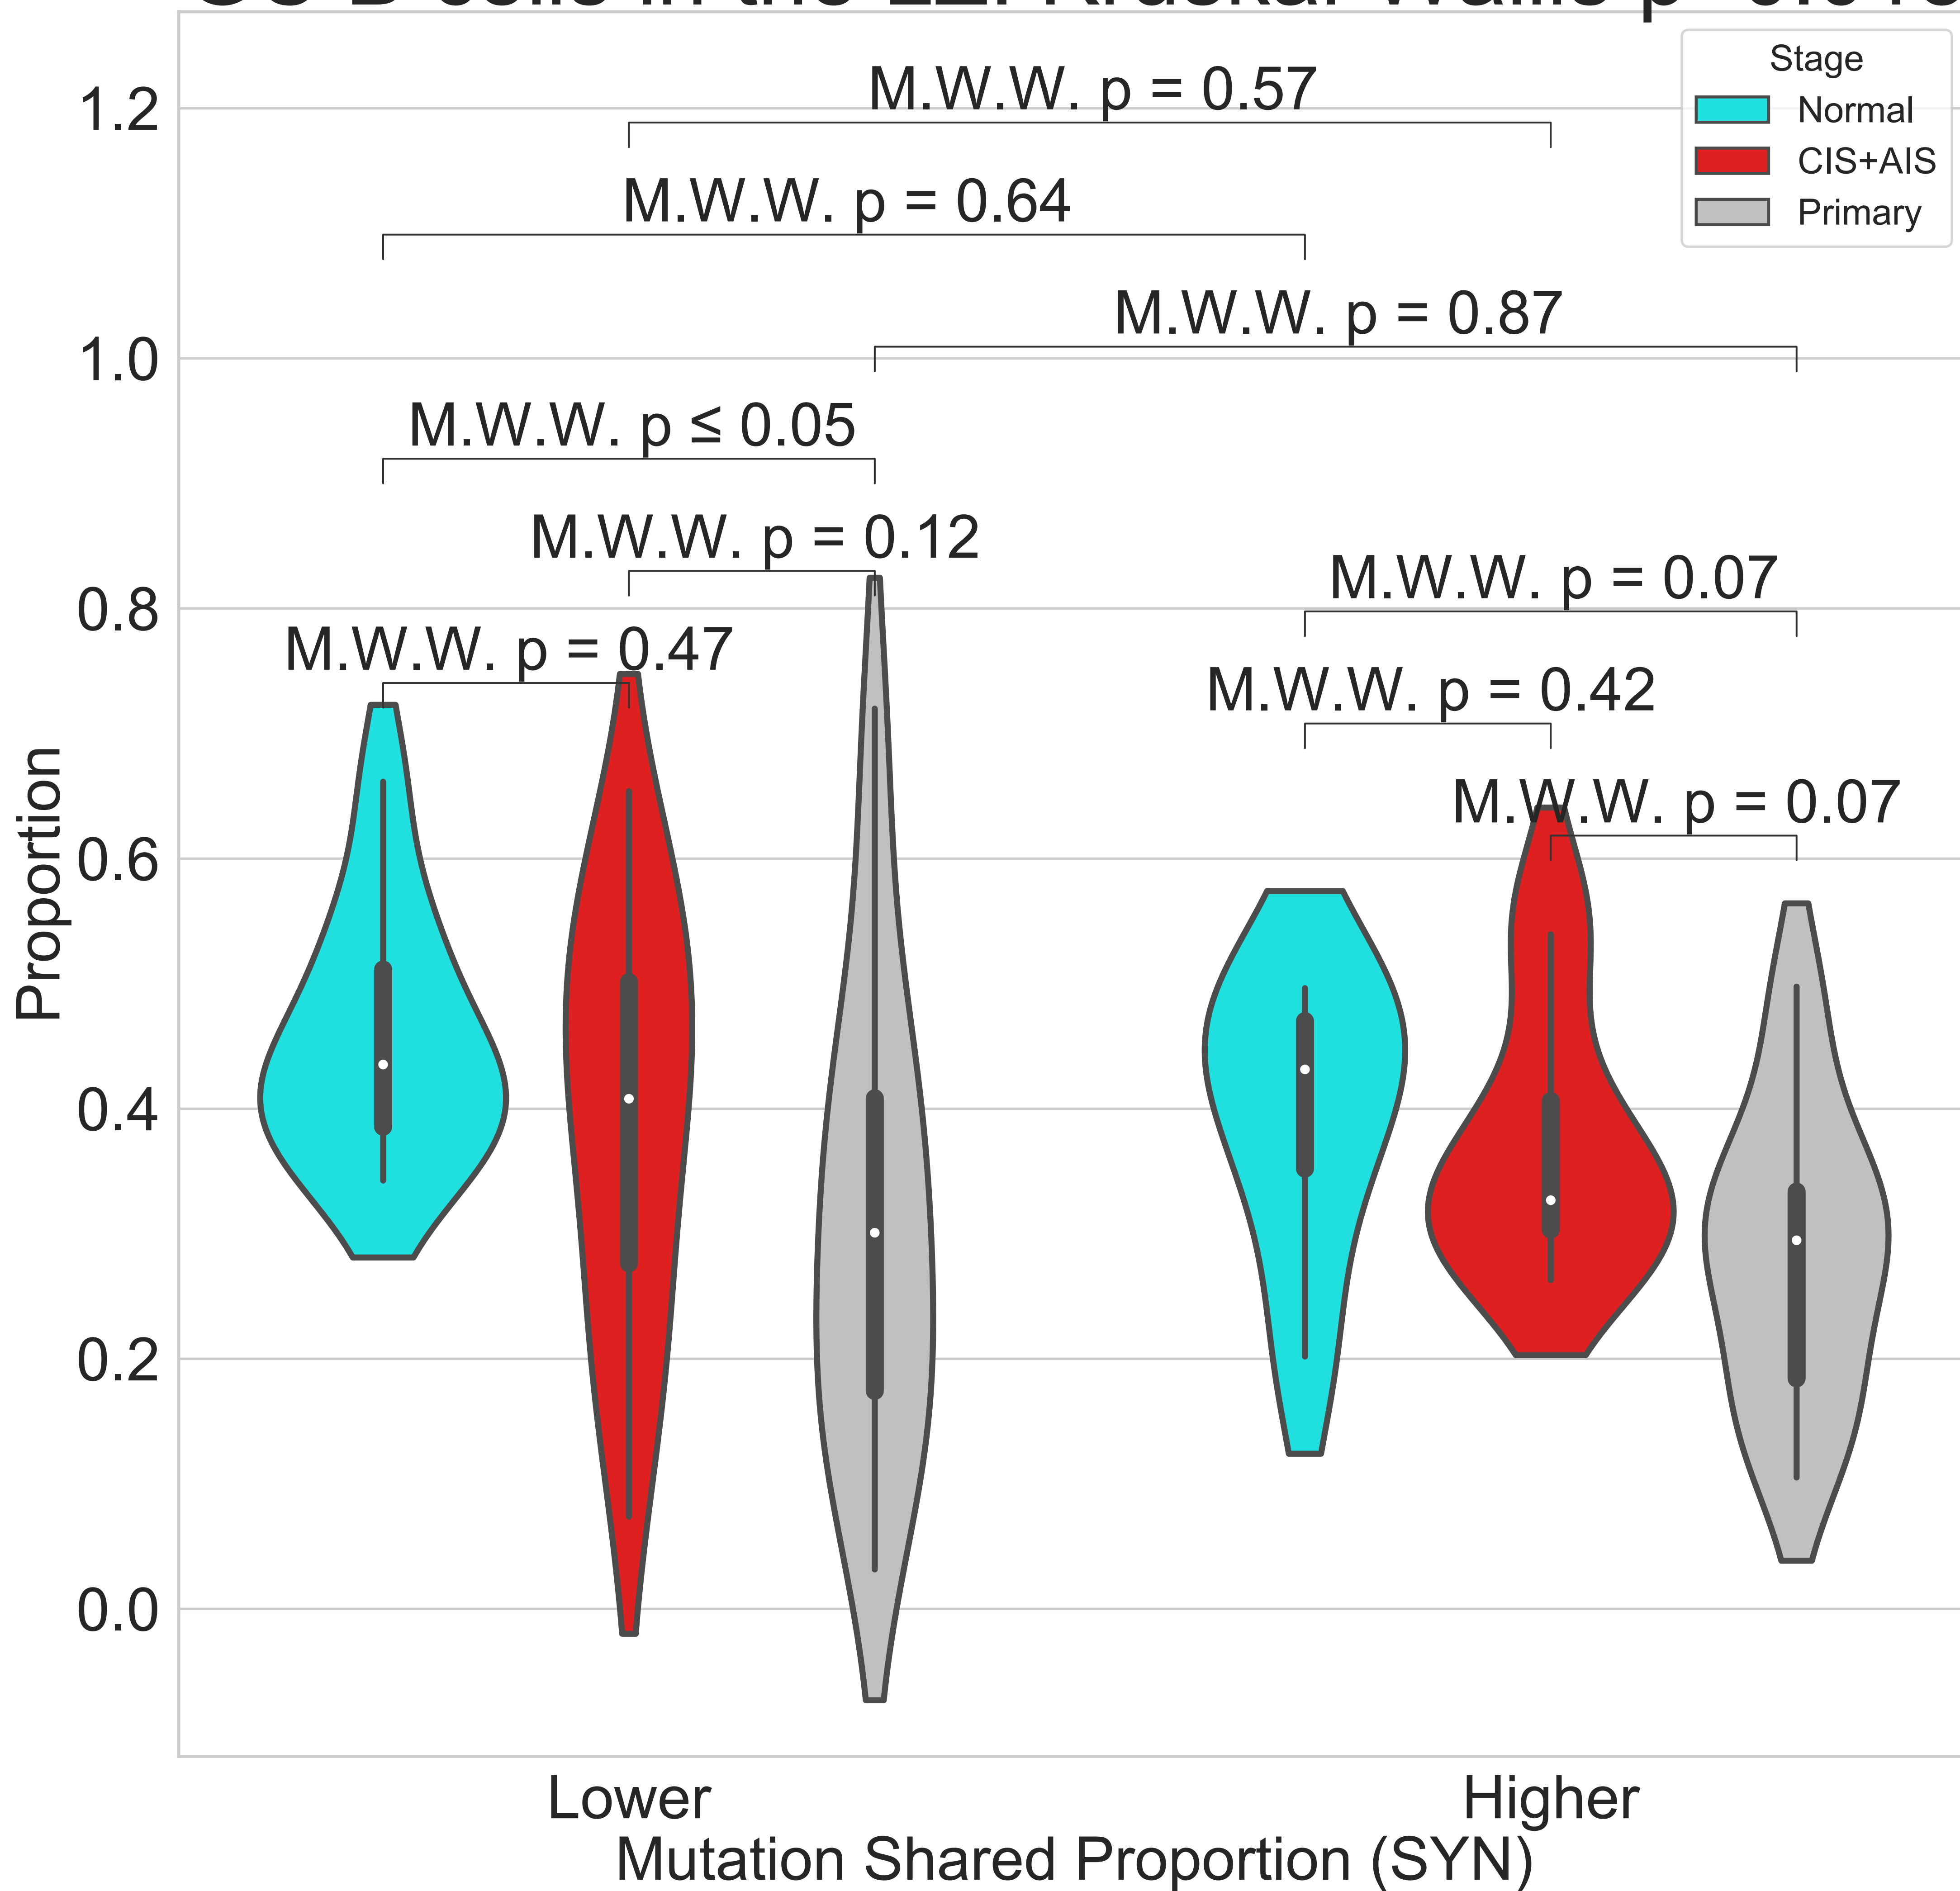 Stage
Normal
CIS+AIS
Primary
M.W.W. p = 0.57
M.W.W. p = 0.64
M.W.W. p = 0.87
M.W.W. p ≤ 0.05
M.W.W. p = 0.12
M.W.W. p = 0.47
M.W.W. p = 0.07
M.W.W. p = 0.42
M.W.W. p = 0.07
1.2
1.0
0.8
0.6
0.4
0.2
0.0
Proportion
Lower Higher
Mutation Shared Proportion (SYN)